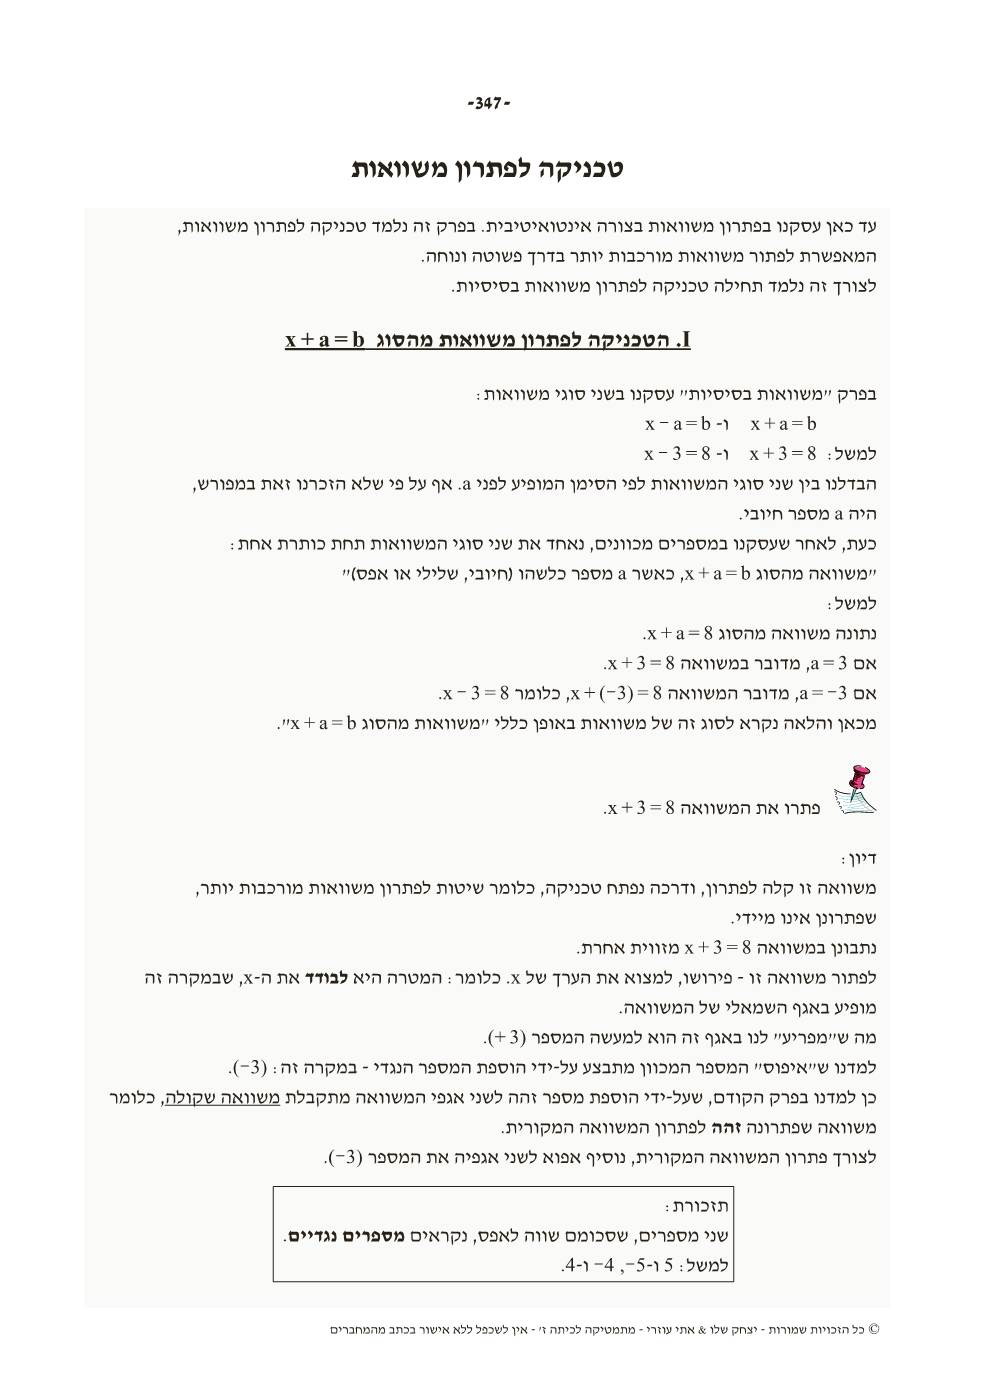 -347-
טכניקה לפתרון משוואות
עד כאן עסקנו בפתרון משוואות בצורה אינטואיטיבית. בפרק זה נלמד טכניקה לפתרון משוואות,
המאפשרת לפתור משוואות מורכבות יותר בדרך פשוטה ונוחה.
לצורך זה נלמד תחילה טכניקה לפתרון משוואות בסיסיות.
I. הטכניקה לפתרון משוואות מהסוג x + a = b
בפרק "משוואות בסיסיות" עסקנו בשני סוגי משוואות:
x + a = b ו- x − a = b
למשל: x + 3 = 8 ו- x − 3 = 8
הבדלנו בין שני סוגי המשוואות לפי הסימן המופיע לפני a. אף על פי שלא הזכרנו זאת במפורש,
היה a מספר חיובי.
כעת, לאחר שעסקנו במספרים מכוונים, נאחד את שני סוגי המשוואות תחת כותרת אחת:
"משוואה מהסוג x + a = b, כאשר a מספר כלשהו (חיובי, שלילי או אפס)"
למשל:
נתונה משוואה מהסוג x + a = 8.
אם a = 3, מדובר במשוואה x + 3 = 8.
אם a = −3, מדובר המשוואה x + (−3) = 8, כלומר x − 3 = 8.
מכאן והלאה נקרא לסוג זה של משוואות באופן כללי "משוואות מהסוג x + a = b".
פתרו את המשוואה x + 3 = 8.
דיון:
משוואה זו קלה לפתרון, ודרכה נפתח טכניקה, כלומר שיטות לפתרון משוואות מורכבות יותר,
שפתרונן אינו מיידי.
נתבונן במשוואה x + 3 = 8 מזווית אחרת.
לפתור משוואה זו - פירושו, למצוא את הערך של x. כלומר: המטרה היא לבודד את ה-x, שבמקרה זה
מופיע באגף השמאלי של המשוואה.
מה ש"מפריע" לנו באגף זה הוא למעשה המספר (+ 3).
למדנו ש"איפוס" המספר המכוון מתבצע על-ידי הוספת המספר הנגדי - במקרה זה: (−3).
כן למדנו בפרק הקודם, שעל-ידי הוספת מספר זהה לשני אגפי המשוואה מתקבלת משוואה שקולה, כלומר
משוואה שפתרונה זהה לפתרון המשוואה המקורית.
לצורך פתרון המשוואה המקורית, נוסיף אפוא לשני אגפיה את המספר (−3).
תזכורת:
שני מספרים, שסכומם שווה לאפס, נקראים מספרים נגדיים.
למשל: 5 ו-5−, 4− ו-4.
© כל הזכויות שמורות - יצחק שלו & אתי עוזרי - מתמטיקה לכיתה ז' - אין לשכפל ללא אישור בכתב מהמחברים